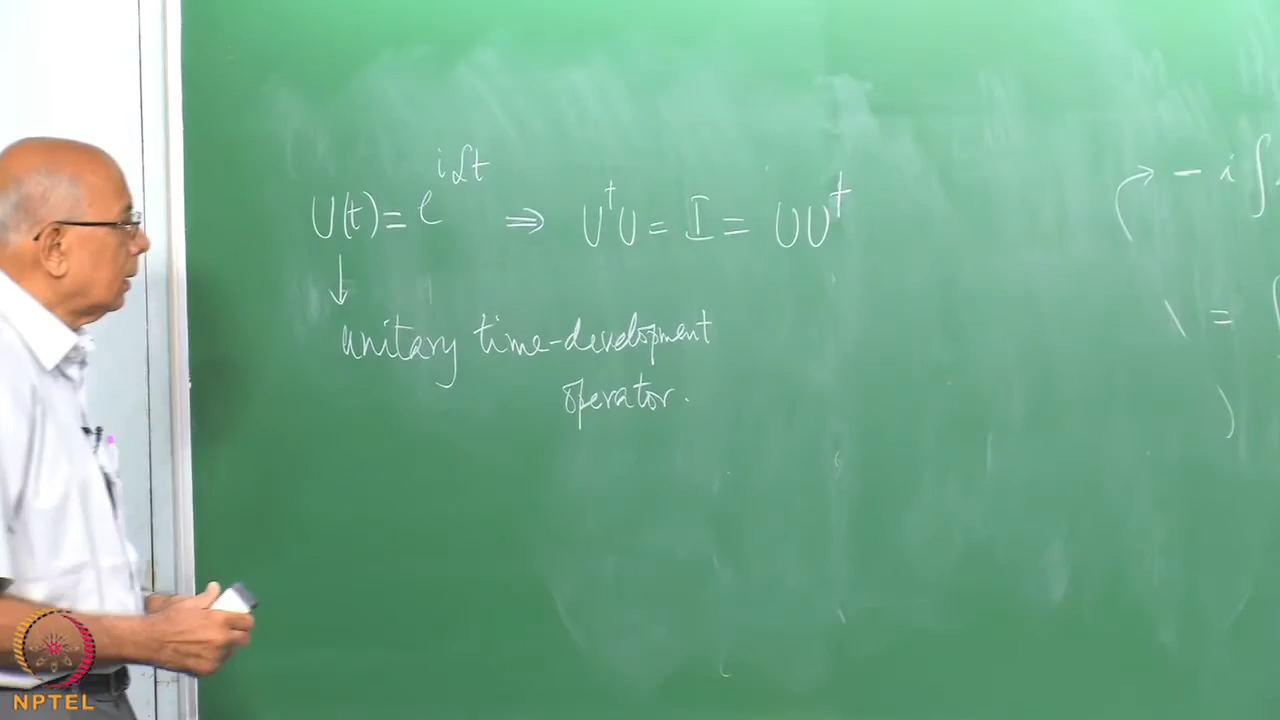 U(t) = e^{iℒt} ⇒ U†U = I = UU†
↓
unitary time-development
operator.
→ - i ∫
\ =
)
NPTEL